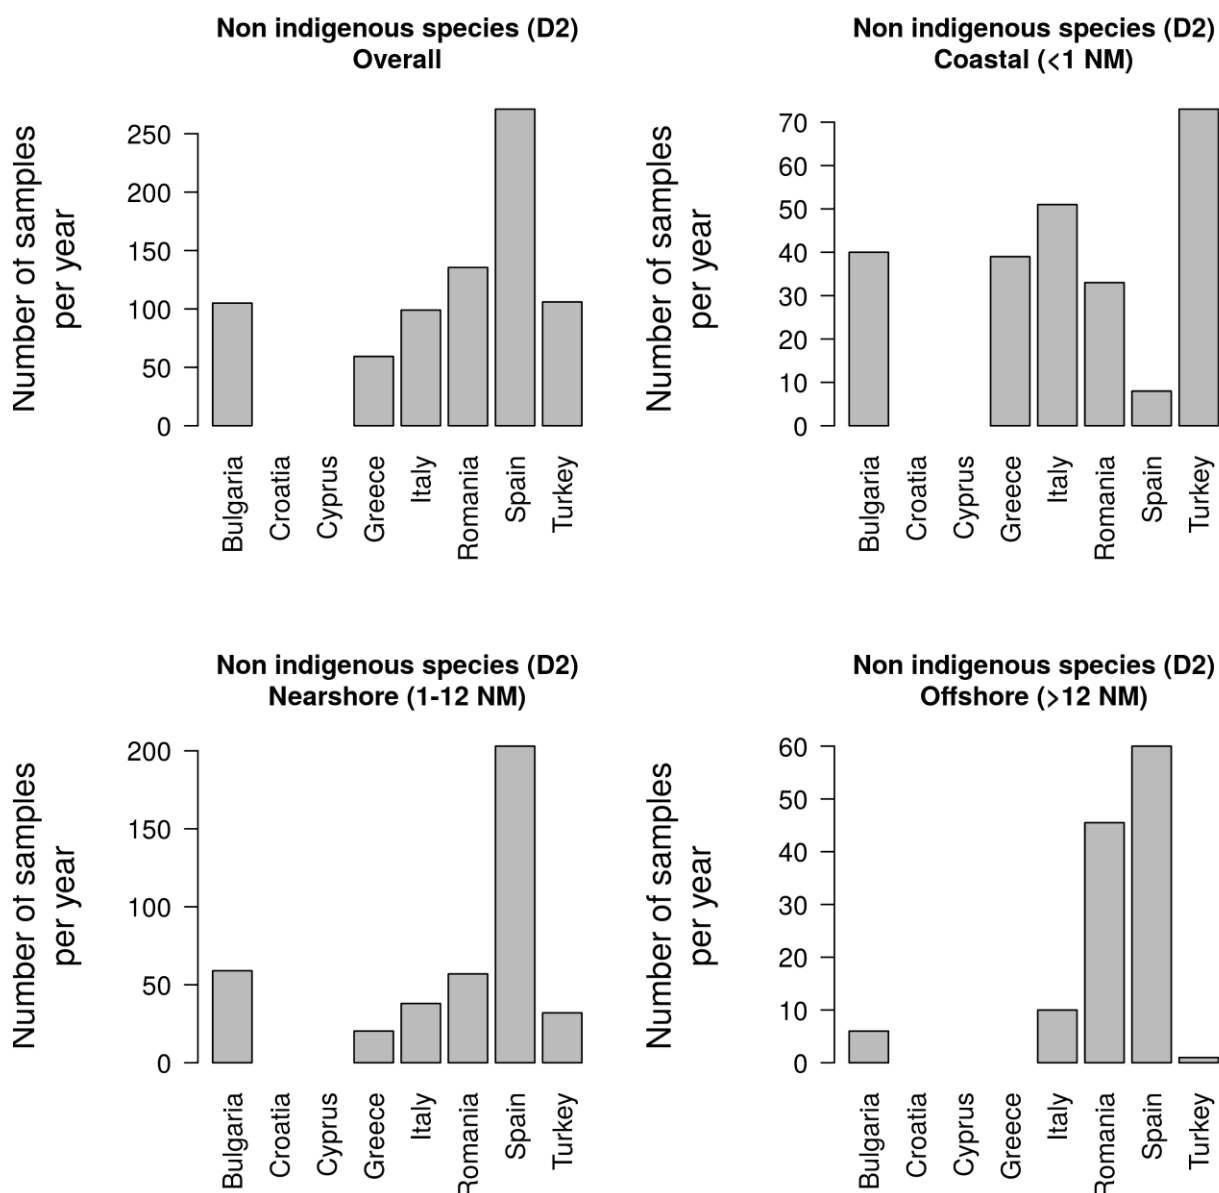 Non indigenous species (D2)
Overall
Number of samples
per year
250
200
150
100
50
0
Bulgaria
Croatia
Cyprus
Greece
Italy
Romania
Spain
Turkey
Non indigenous species (D2)
Coastal (<1 NM)
Number of samples
per year
70
60
50
40
30
20
10
0
Bulgaria
Croatia
Cyprus
Greece
Italy
Romania
Spain
Turkey
Non indigenous species (D2)
Nearshore (1-12 NM)
Number of samples
per year
200
150
100
50
0
Bulgaria
Croatia
Cyprus
Greece
Italy
Romania
Spain
Turkey
Non indigenous species (D2)
Offshore (>12 NM)
Number of samples
per year
60
50
40
30
20
10
0
Bulgaria
Croatia
Cyprus
Greece
Italy
Romania
Spain
Turkey